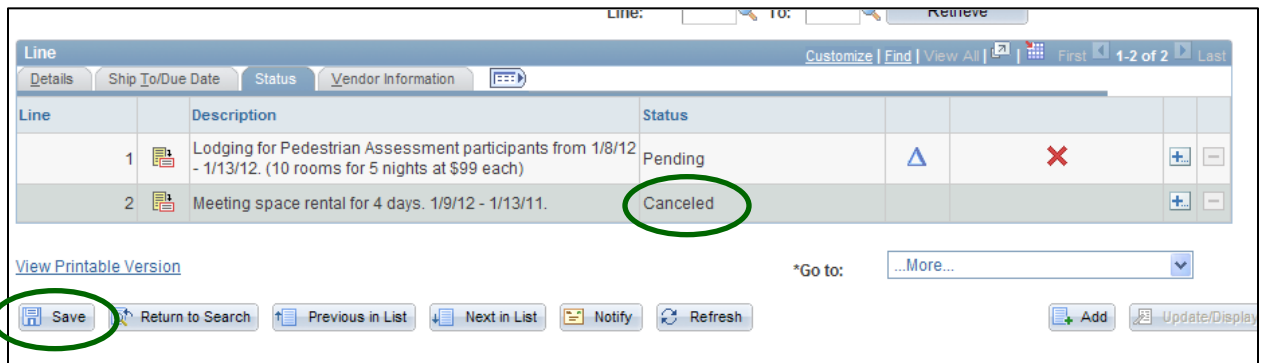 Line: To: Retrieve
Line Customize | Find | View All | | First 1-2 of 2 Last
Details Ship To/Due Date Status Vendor Information
Line Description Status
1 Lodging for Pedestrian Assessment participants from 1/8/12 Pending
- 1/13/12. (10 rooms for 5 nights at $99 each)
2 Meeting space rental for 4 days. 1/9/12 - 1/13/11. Canceled
View Printable Version *Go to: ...More...
Save Return to Search Previous in List Next in List Notify Refresh Add Update/Display